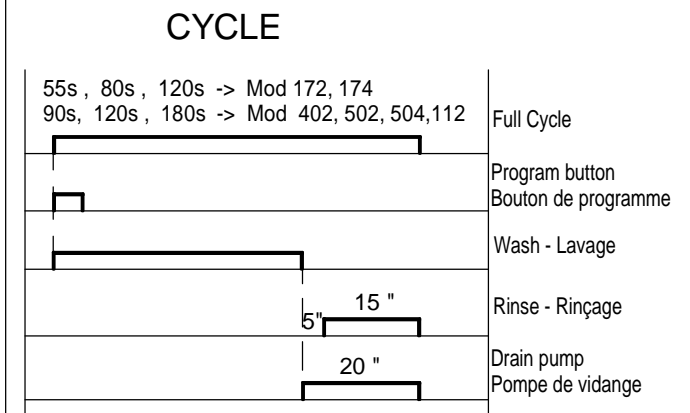 CYCLE
55s , 80s , 120s -> Mod 172, 174
90s, 120s , 180s -> Mod 402, 502, 504,112
Full Cycle
Program button
Bouton de programme
Wash - Lavage
15 "
5"
Rinse - Rinçage
20 "
Drain pump
Pompe de vidange